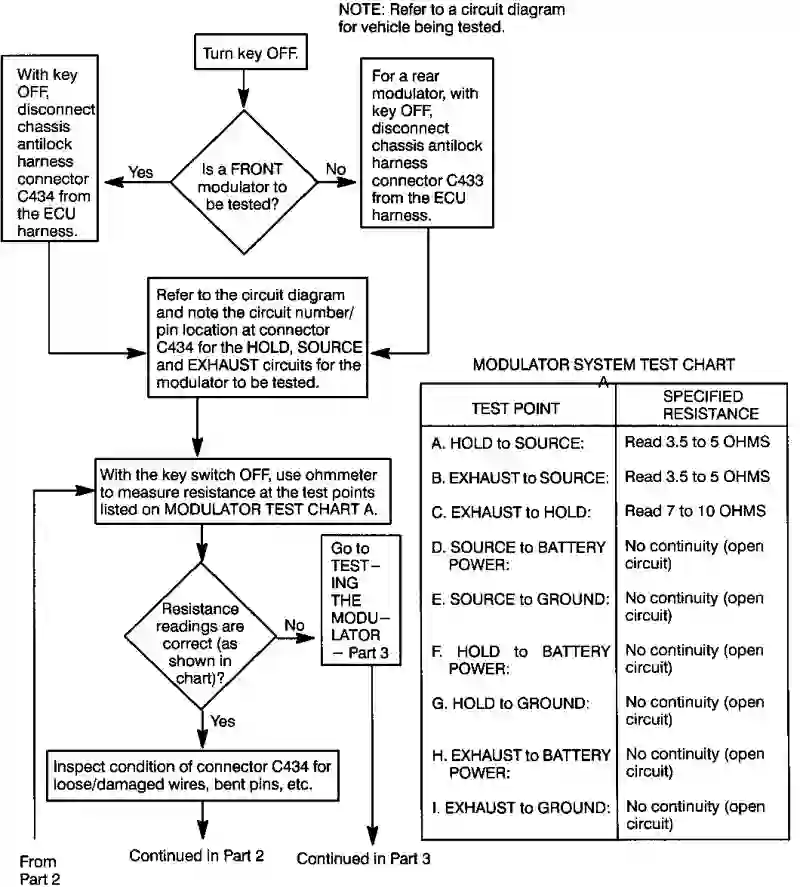 NOTE: Refer to a circuit diagram
for vehicle being tested.
Turn key OFF.
With key
OFF,
disconnect
chassis
antilock
harness
connector
C434 from
the ECU
harness.
Yes
Is a FRONT
modulator to
be tested?
No
For a rear
modulator, with
key OFF,
disconnect
chassis antilock
harness
connector C433
from the ECU
harness.
Refer to the circuit diagram
and note the circuit number/
pin location at connector
C434 for the HOLD, SOURCE
and EXHAUST circuits for the
modulator to be tested.
With the key switch OFF, use ohmmeter
to measure resistance at the test points
listed on MODULATOR TEST CHART A.
Resistance
readings are
correct (as
shown in
chart)?
No
Go to
TEST–
ING
THE
MODU–
LATOR
– Part 3
Yes
Inspect condition of connector C434 for
loose/damaged wires, bent pins, etc.
From
Part 2
Continued in Part 2
Continued in Part 3
MODULATOR SYSTEM TEST CHART
A
TEST POINT
SPECIFIED
RESISTANCE
A. HOLD to SOURCE:
Read 3.5 to 5 OHMS
B. EXHAUST to SOURCE:
Read 3.5 to 5 OHMS
C. EXHAUST to HOLD:
Read 7 to 10 OHMS
D. SOURCE to BATTERY
POWER:
No continuity (open
circuit)
E. SOURCE to GROUND:
No continuity (open
circuit)
F. HOLD to BATTERY
POWER:
No continuity (open
circuit)
G. HOLD to GROUND:
No continuity (open
circuit)
H. EXHAUST to BATTERY
POWER:
No continuity (open
circuit)
I. EXHAUST to GROUND:
No continuity (open
circuit)